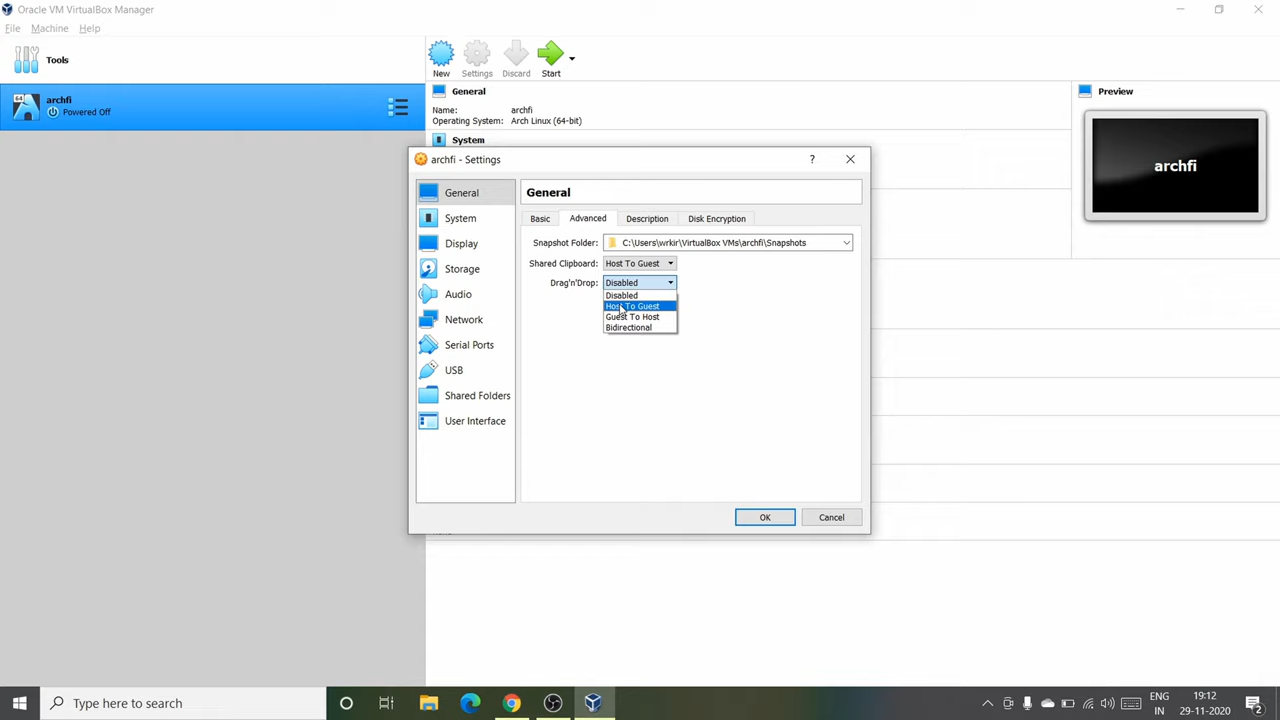 Oracle VM VirtualBox Manager
File Machine Help
Tools
New Settings Discard Start
64
archfi
Powered Off
General
Name: archfi
Operating System: Arch Linux (64-bit)
System
Preview
archfi
archfi - Settings
?
General
System
Display
Storage
Audio
Network
Serial Ports
USB
Shared Folders
User Interface
General
Basic Advanced Description Disk Encryption
Snapshot Folder: C:\Users\wrkir\VirtualBox VMs\archfi\Snapshots
Shared Clipboard: Host To Guest
Drag'n'Drop: Disabled
Disabled
Host To Guest
Guest To Host
Bidirectional
OK Cancel
Type here to search
ENG
IN
19:12
29-11-2020
2